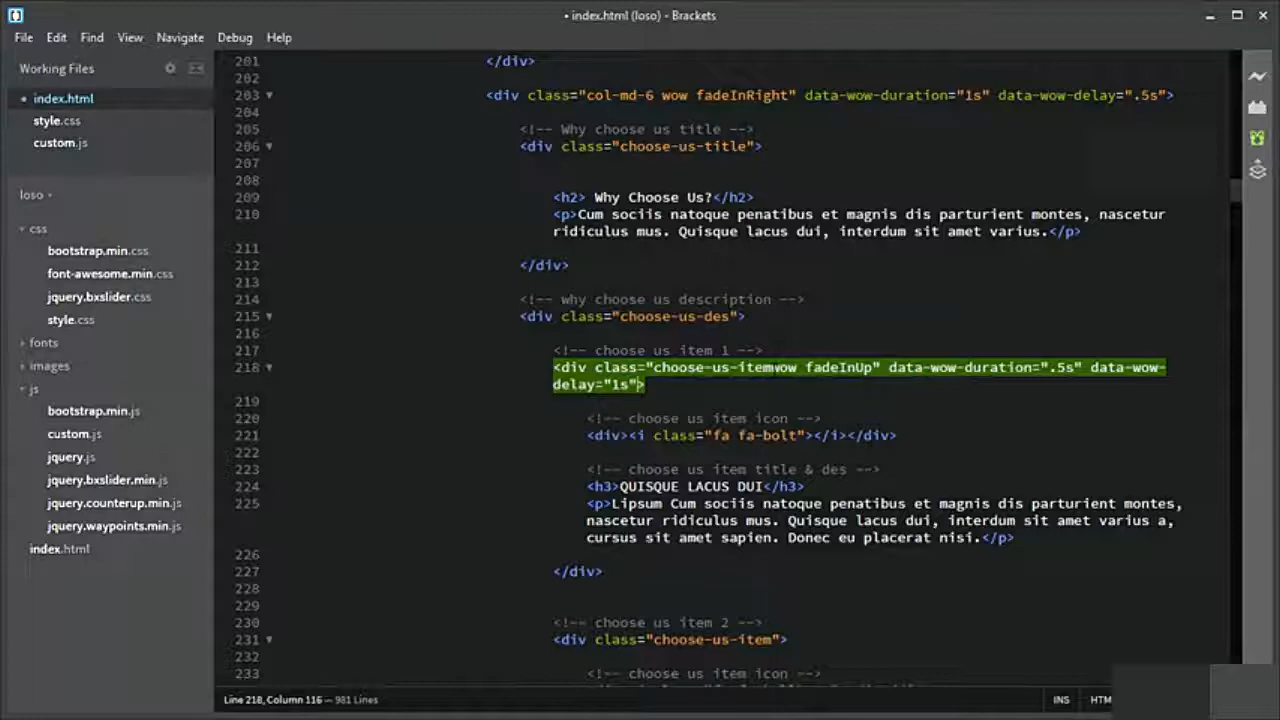 • index.html (loso) - Brackets
File Edit Find View Navigate Debug Help
Working Files
• index.html
style.css
custom.js
loso
css
bootstrap.min.css
font-awesome.min.css
jquery.bxslider.css
style.css
fonts
images
js
bootstrap.min.js
custom.js
jquery.js
jquery.bxslider.min.js
jquery.counterup.min.js
jquery.waypoints.min.js
index.html
201 </div>
202
203 <div class="col-md-6 wow fadeInRight" data-wow-duration="1s" data-wow-delay=".5s">
204
205 <!-- Why choose us title -->
206 <div class="choose-us-title">
207
208
209 <h2> Why Choose Us?</h2>
210 <p>Cum sociis natoque penatibus et magnis dis parturient montes, nascetur
ridiculus mus. Quisque lacus dui, interdum sit amet varius.</p>
211
212 </div>
213
214 <!-- why choose us description -->
215 <div class="choose-us-des">
216
217 <!-- choose us item 1 -->
218 <div class="choose-us-itemwow fadeInUp" data-wow-duration=".5s" data-wow-
delay="1s">
219
220 <!-- choose us item icon -->
221 <div><i class="fa fa-bolt"></i></div>
222
223 <!-- choose us item title & des -->
224 <h3>QUISQUE LACUS DUI</h3>
225 <p>Lipsum Cum sociis natoque penatibus et magnis dis parturient montes,
nascetur ridiculus mus. Quisque lacus dui, interdum sit amet varius a,
cursus sit amet sapien. Donec eu placerat nisi.</p>
226
227 </div>
228
229
230 <!-- choose us item 2 -->
231 <div class="choose-us-item">
232
233 <!-- choose us item icon -->
Line 218, Column 116 — 981 Lines
INS HTM